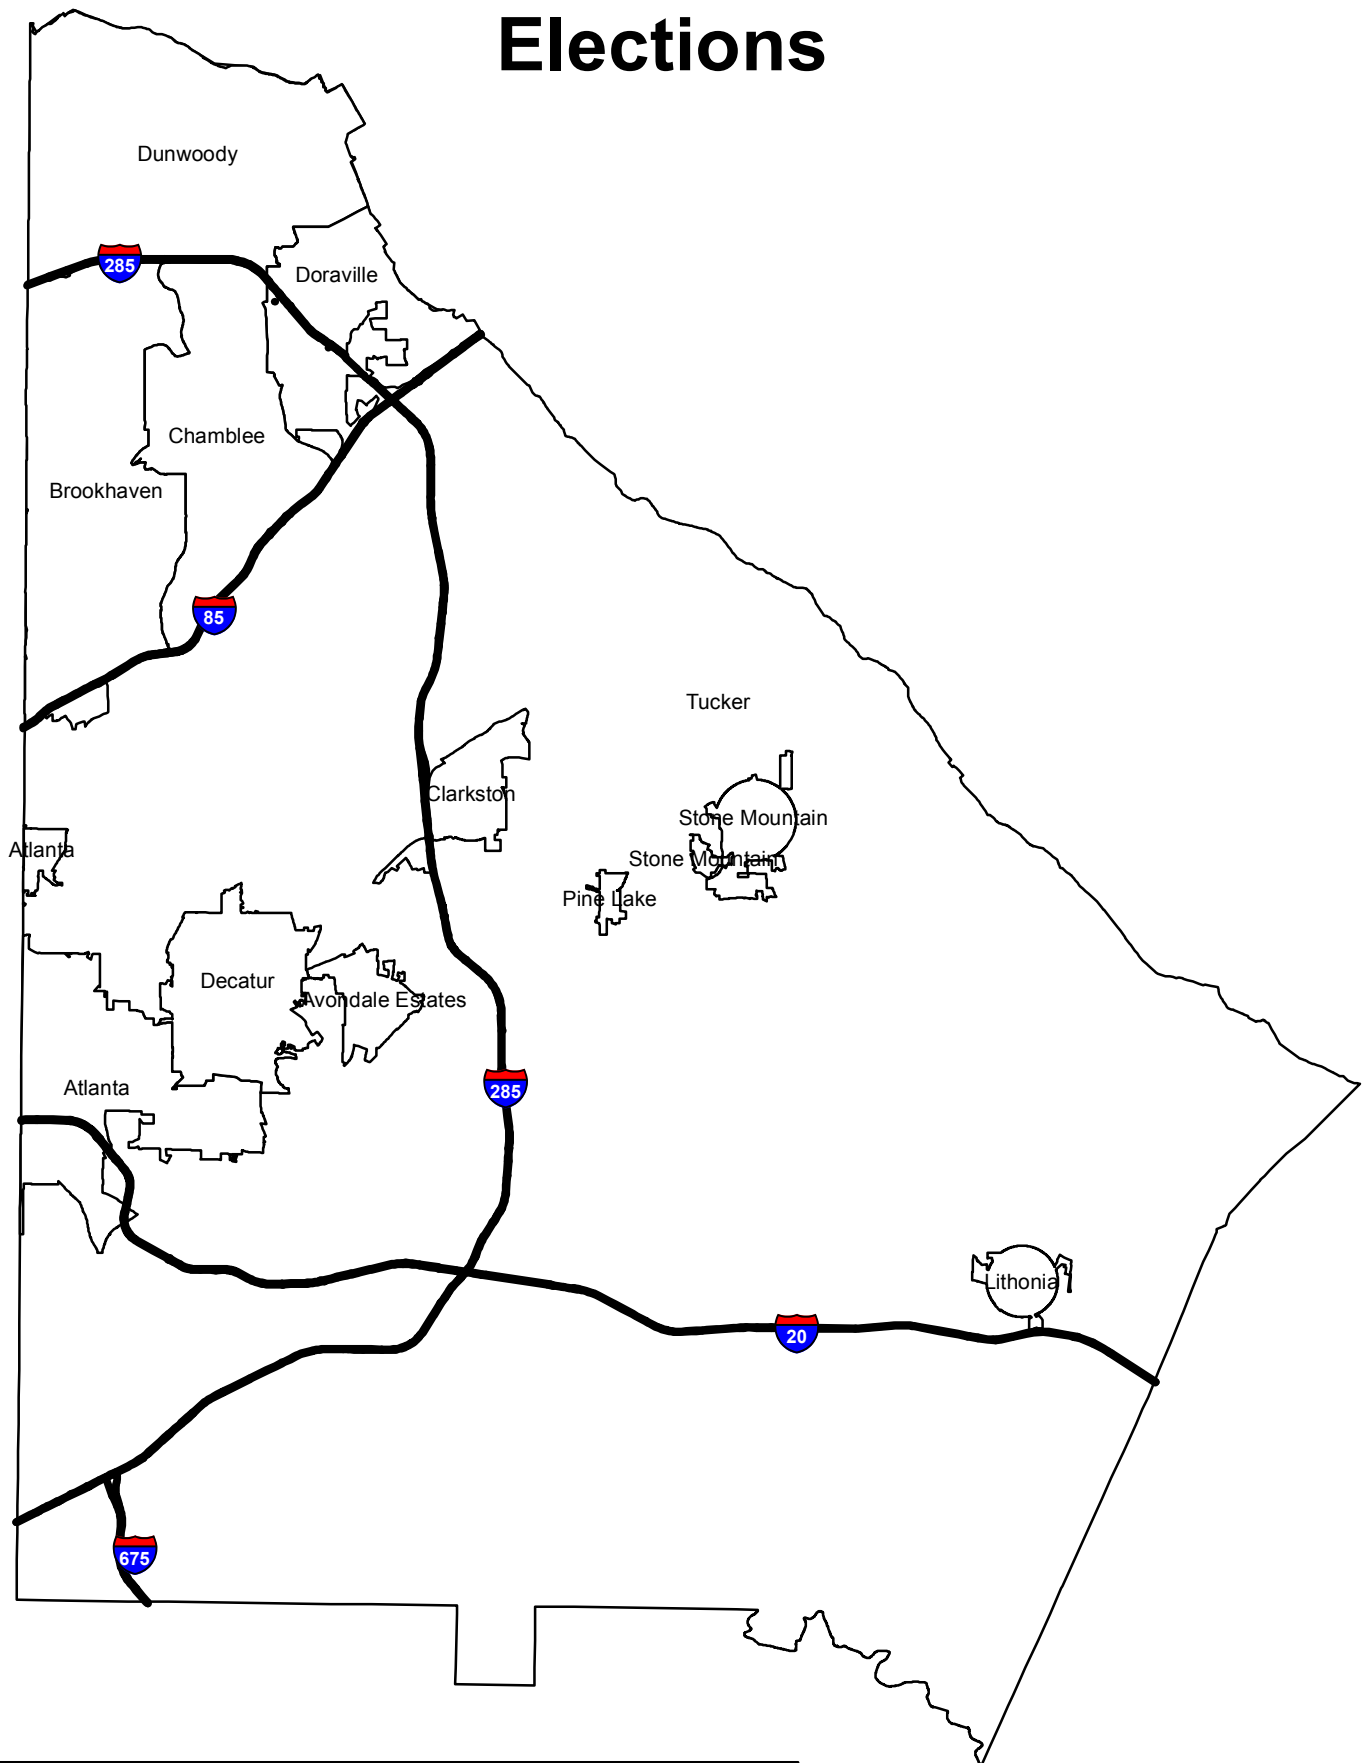 Elections
Dunwoody
285
Doraville
Chamblee
Brookhaven
85
Tucker
Clarkston
Stone Mountain
Atlanta
Stone Mountain
Pine Lake
Decatur
Avondale Estates
Atlanta
285
Lithonia
20
675